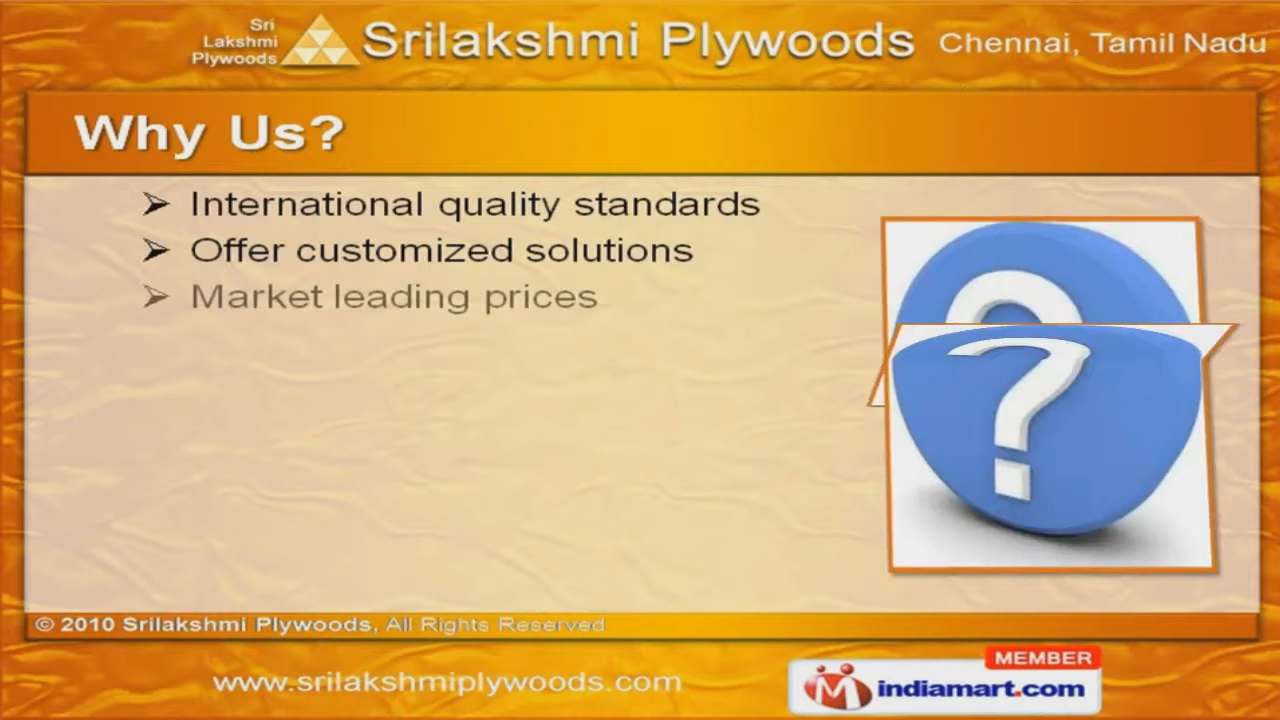 Sri
Lakshmi
Plywoods
Srilakshmi Plywoods Chennai, Tamil Nadu
Why Us?
➢ International quality standards
➢ Offer customized solutions
➢ Market leading prices
?
© 2010 Srilakshmi Plywoods, All Rights Reserved
www.srilakshmiplywoods.com
MEMBER
indiamart.com